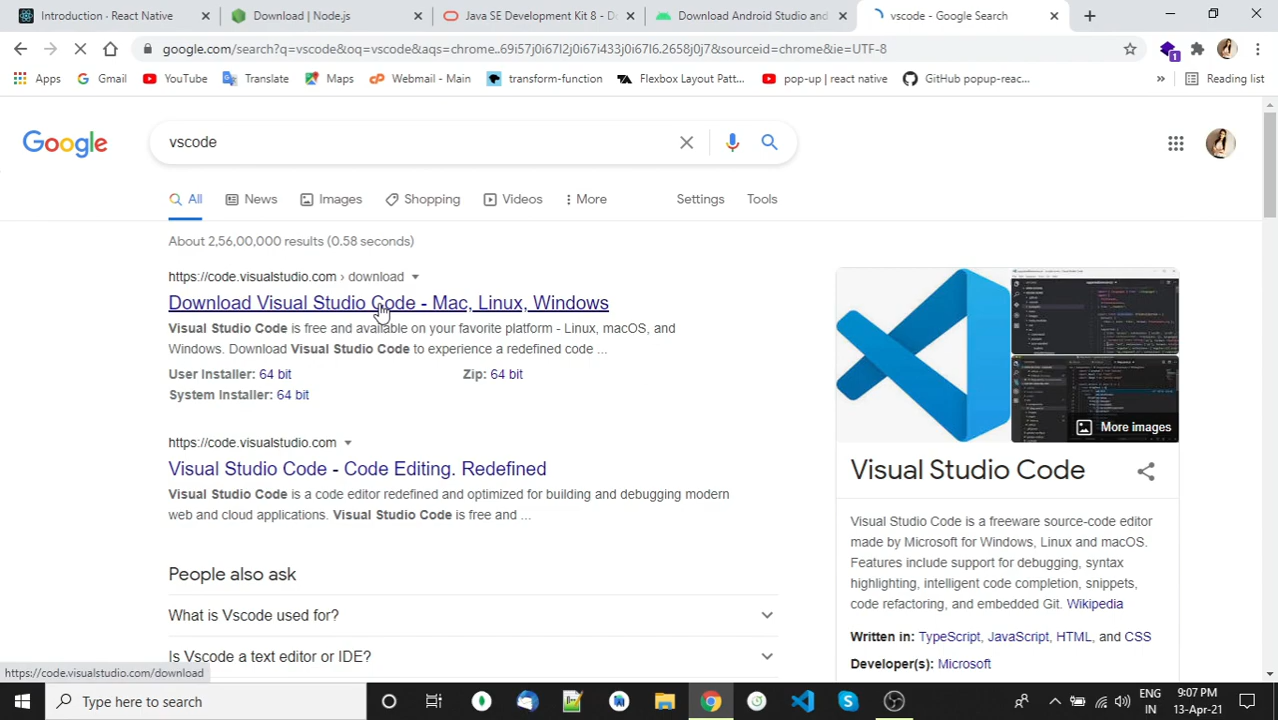 Introduction · React Native
Download | Node.js
Java SE Development Kit 8 - D
Download Android Studio and
vscode - Google Search
google.com/search?q=vscode&oq=vscode&aqs=chrome..69i57j0i67l2j0i67i433j0i67l6.2658j0j7&sourceid=chrome&ie=UTF-8
1
Apps
Gmail
YouTube
Translate
Maps
Webmail - Main
transform-function
Flexbox Layout Patt...
pop-up | react native
GitHub popup-reac...
»
Reading list
Google
vscode
All
News
Images
Shopping
Videos
More
Settings
Tools
About 2,56,00,000 results (0.58 seconds)
https://code.visualstudio.com › download
Download Visual Studio Linux, Windows
Visual Studio Code is free and platform - Linux, macOS, and
Windows. Download Visual Studio Code to experience a redefined code ...
User Installer: 64 bit
Zip: 64 bit
System Installer: 64 bit
https://code.visualstudio.com
Visual Studio Code - Code Editing. Redefined
Visual Studio Code is a code editor redefined and optimized for building and debugging modern
web and cloud applications. Visual Studio Code is free and ...
People also ask
What is Vscode used for?
Is Vscode a text editor or IDE?
More images
Visual Studio Code
Visual Studio Code is a freeware source-code editor
made by Microsoft for Windows, Linux and macOS.
Features include support for debugging, syntax
highlighting, intelligent code completion, snippets,
code refactoring, and embedded Git. Wikipedia
Written in: TypeScript, JavaScript, HTML, and CSS
Developer(s): Microsoft
https://code.visualstudio.com/download
Type here to search
ENG
IN
9:07 PM
13-Apr-21